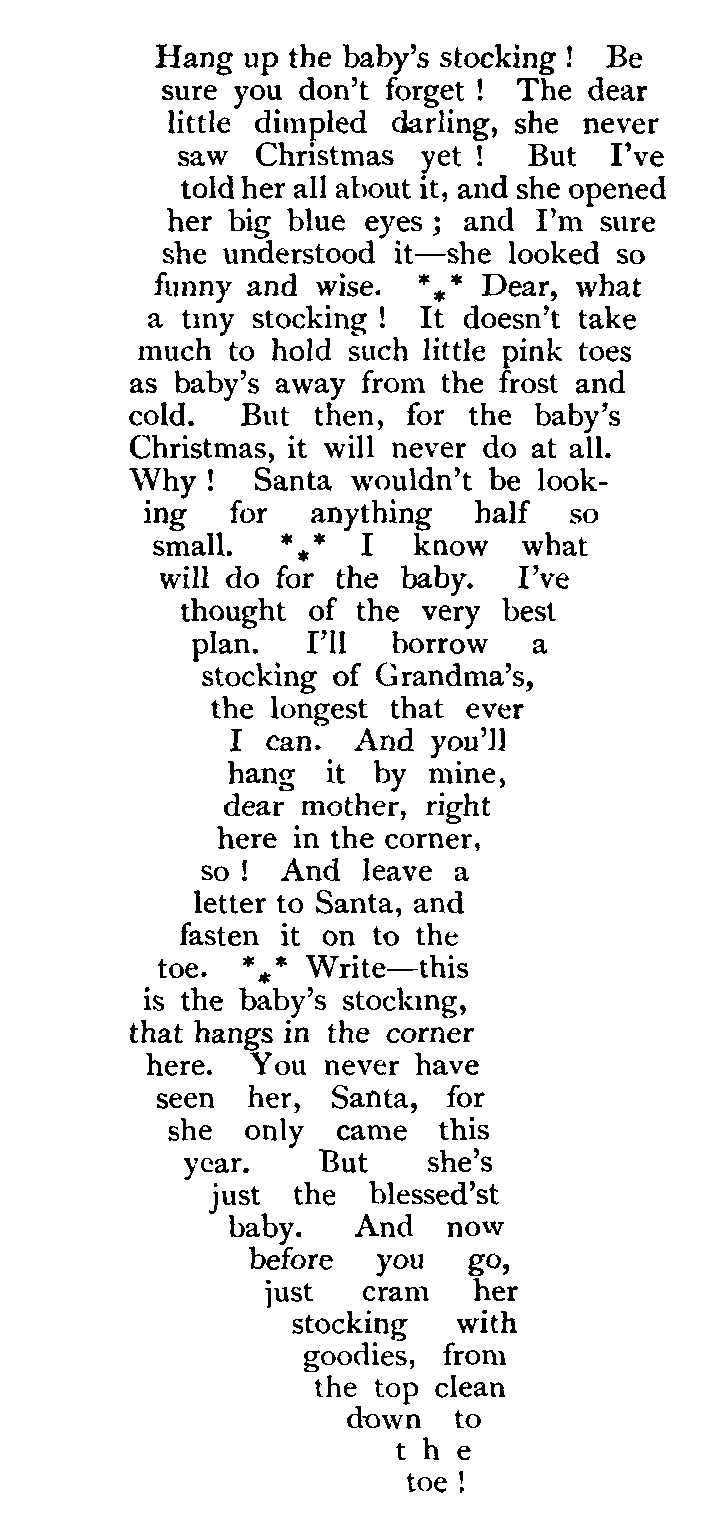 Hang up the baby's stocking! Be
sure you don't forget! The dear
little dimpled darling, she never
saw Christmas yet! But I've
told her all about it, and she opened
her big blue eyes; and I'm sure
she understood it—she looked so
funny and wise. *⁎* Dear, what
a tiny stocking! It doesn't take
much to hold such little pink toes
as baby's away from the frost and
cold. But then, for the baby's
Christmas, it will never do at all.
Why! Santa wouldn't be look-
ing for anything half so
small. *⁎* I know what
will do for the baby. I've
thought of the very best
plan. I'll borrow a
stocking of Grandma's,
the longest that ever
I can. And you'll
hang it by mine,
dear mother, right
here in the corner,
so! And leave a
letter to Santa, and
fasten it on to the
toe. *⁎* Write—this
is the baby's stocking,
that hangs in the corner
here. You never have
seen her, Santa, for
she only came this
year. But she's
just the blessed'st
baby. And now
before you go,
just cram her
stocking with
goodies, from
the top clean
down to
t h e
toe!